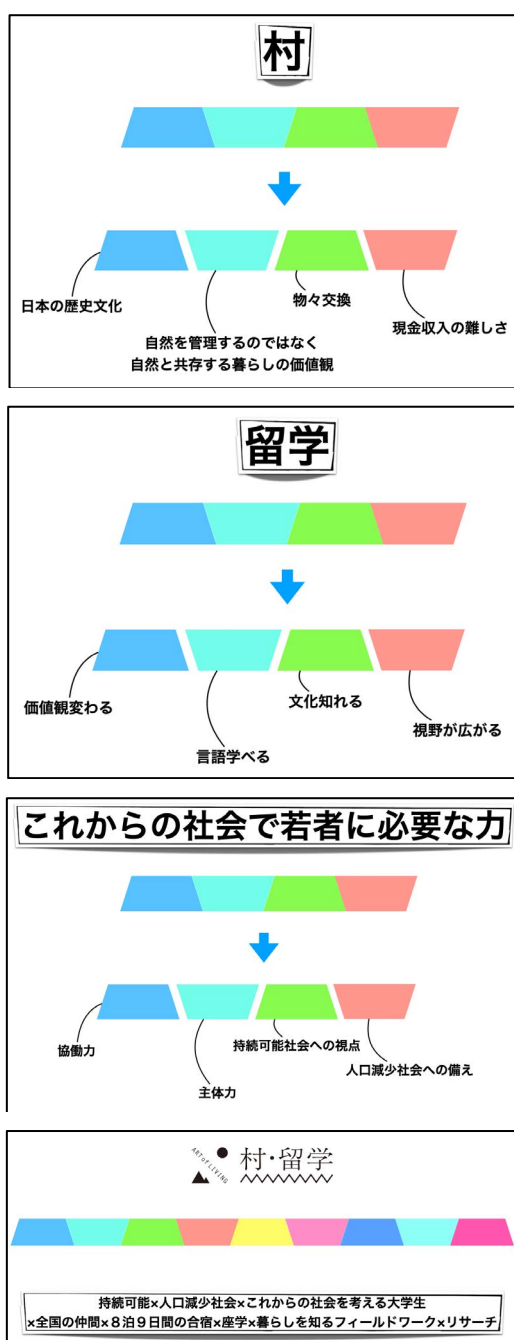 村
日本の歴史文化
自然を管理するのではなく
自然と共存する暮らしの価値観
物々交換
現金収入の難しさ
留学
価値観変わる
言語学べる
文化知れる
視野が広がる
これからの社会で若者に必要な力
協働力
主体力
持続可能社会への視点
人口減少社会への備え
ART of LIVING
村・留学
持続可能×人口減少社会×これからの社会を考える大学生
×全国の仲間×８泊９日間の合宿×座学×暮らしを知るフィールドワーク×リサーチ